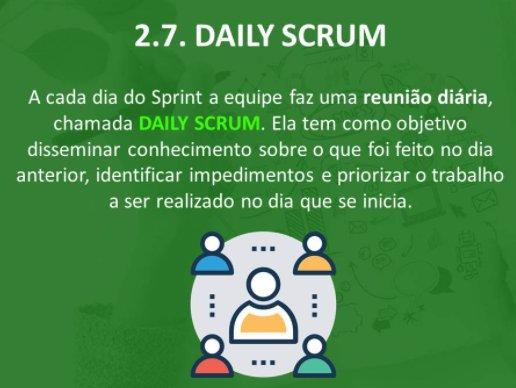 2.7. DAILY SCRUM
A cada dia do Sprint a equipe faz uma reunião diária,
chamada DAILY SCRUM. Ela tem como objetivo
disseminar conhecimento sobre o que foi feito no dia
anterior, identificar impedimentos e priorizar o trabalho
a ser realizado no dia que se inicia.